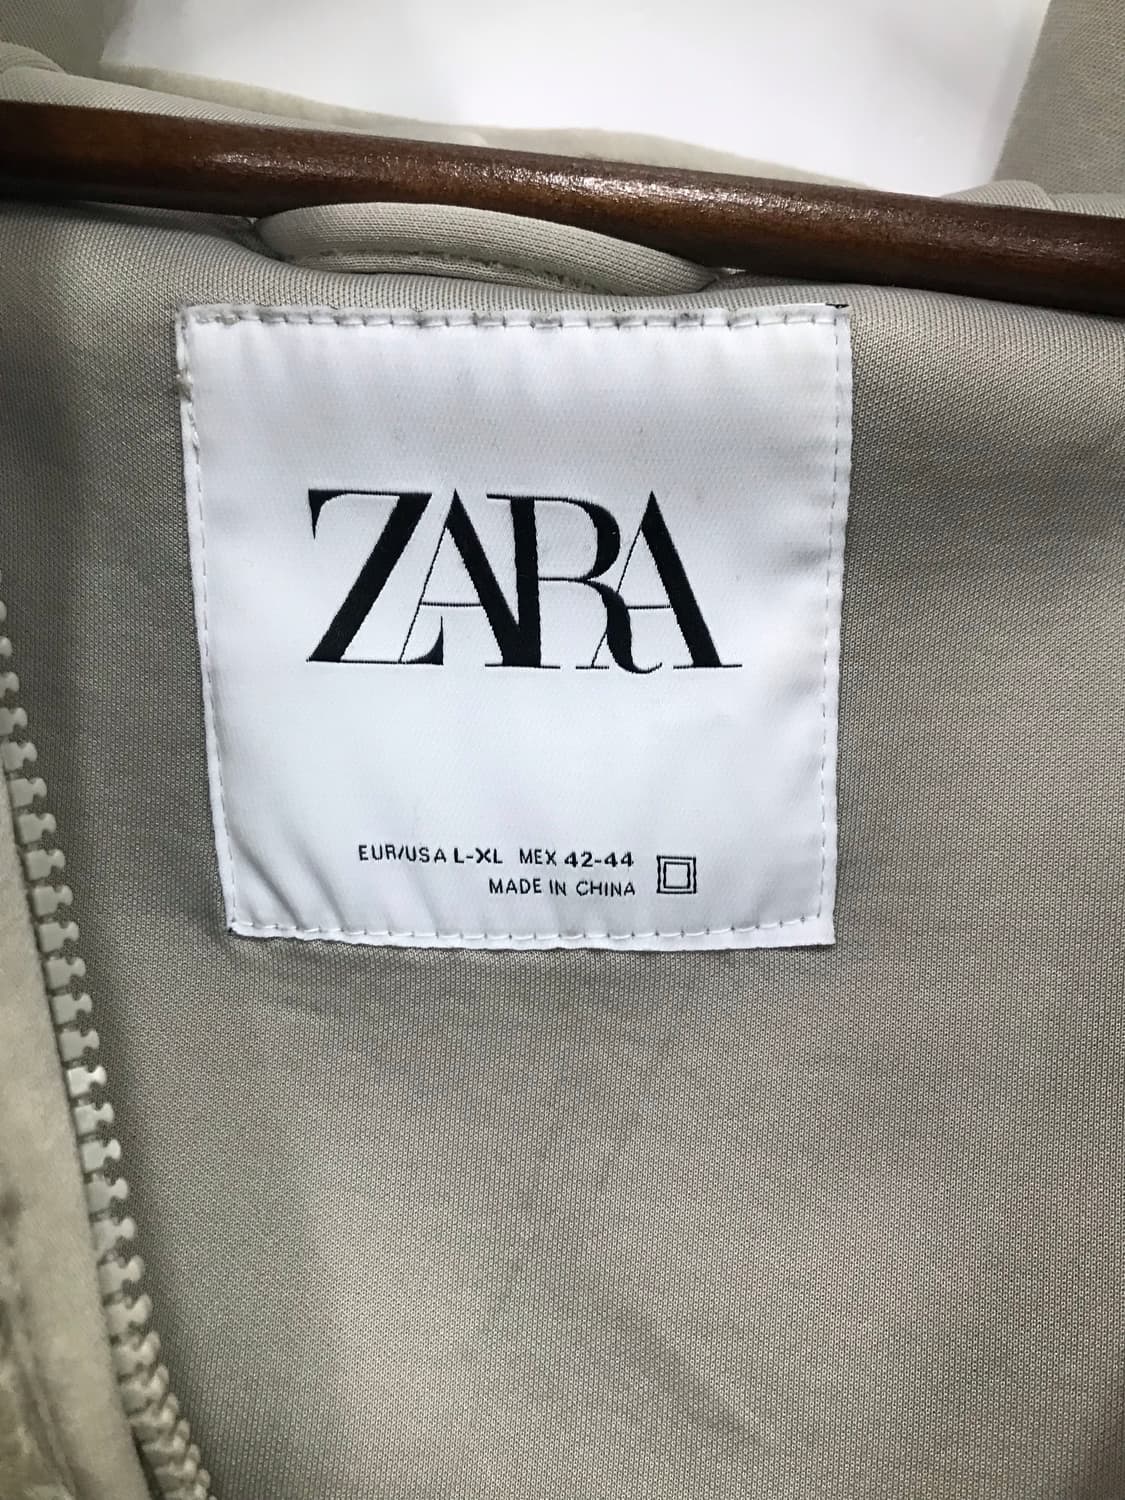 ZARA
EUR/USA L-XL MEX 42-44
MADE IN CHINA